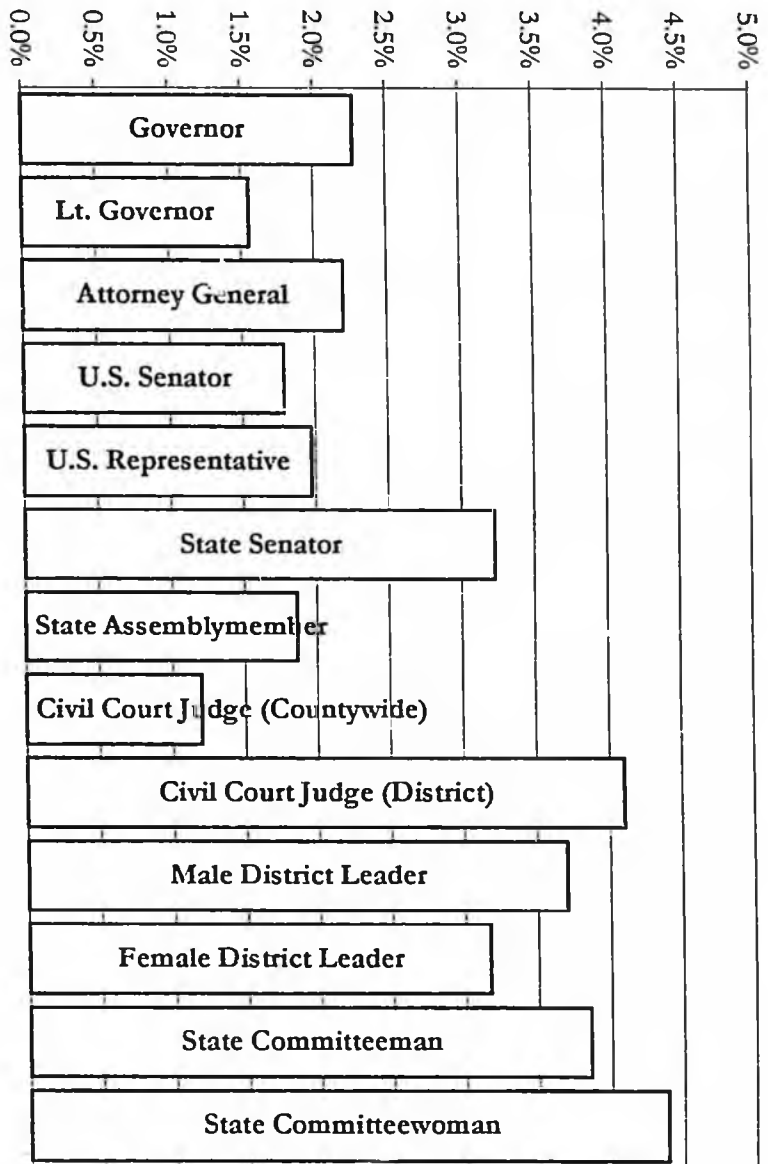 0.0%
0.5%
1.0%
1.5%
2.0%
2.5%
3.0%
3.5%
4.0%
4.5%
5.0%
Governor
Lt. Governor
Attorney General
U.S. Senator
U.S. Representative
State Senator
State Assemblymember
Civil Court Judge (Countywide)
Civil Court Judge (District)
Male District Leader
Female District Leader
State Committeeman
State Committeewoman